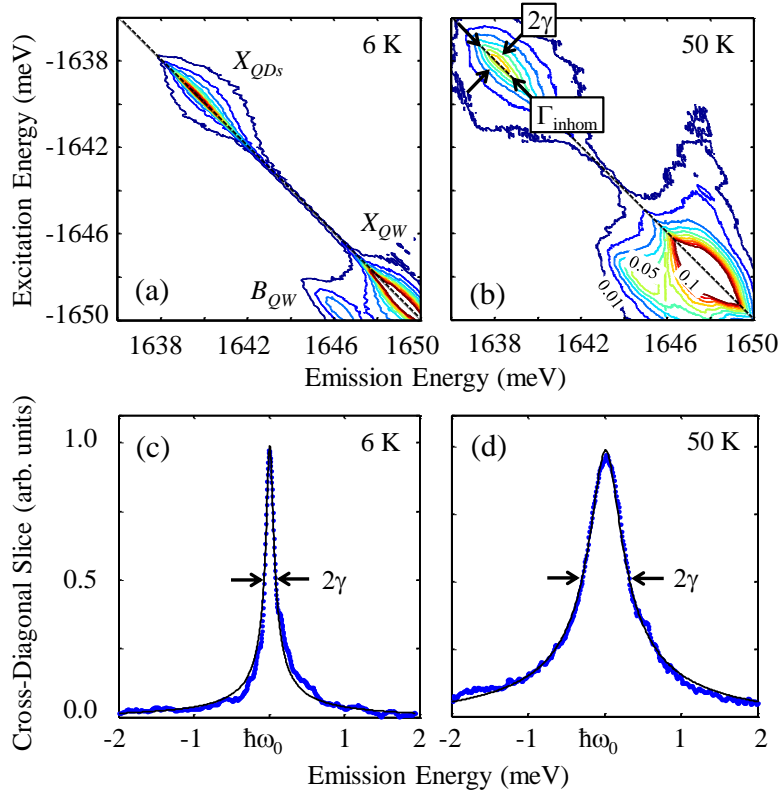 (a)
6 K
X_QDs
X_QW
B_QW
-1636
-1638
-1642
-1646
-1650
Excitation Energy (meV)
1638
1642
1646
1650
(b)
50 K
2γ
Γ_inhom
0.01
0.05
0.1
1638
1642
1646
1650
Emission Energy (meV)
(c)
6 K
2γ
1.0
0.5
0.0
Cross-Diagonal Slice (arb. units)
-2
-1
ħω₀
1
2
(d)
50 K
2γ
-2
-1
ħω₀
1
2
Emission Energy (meV)